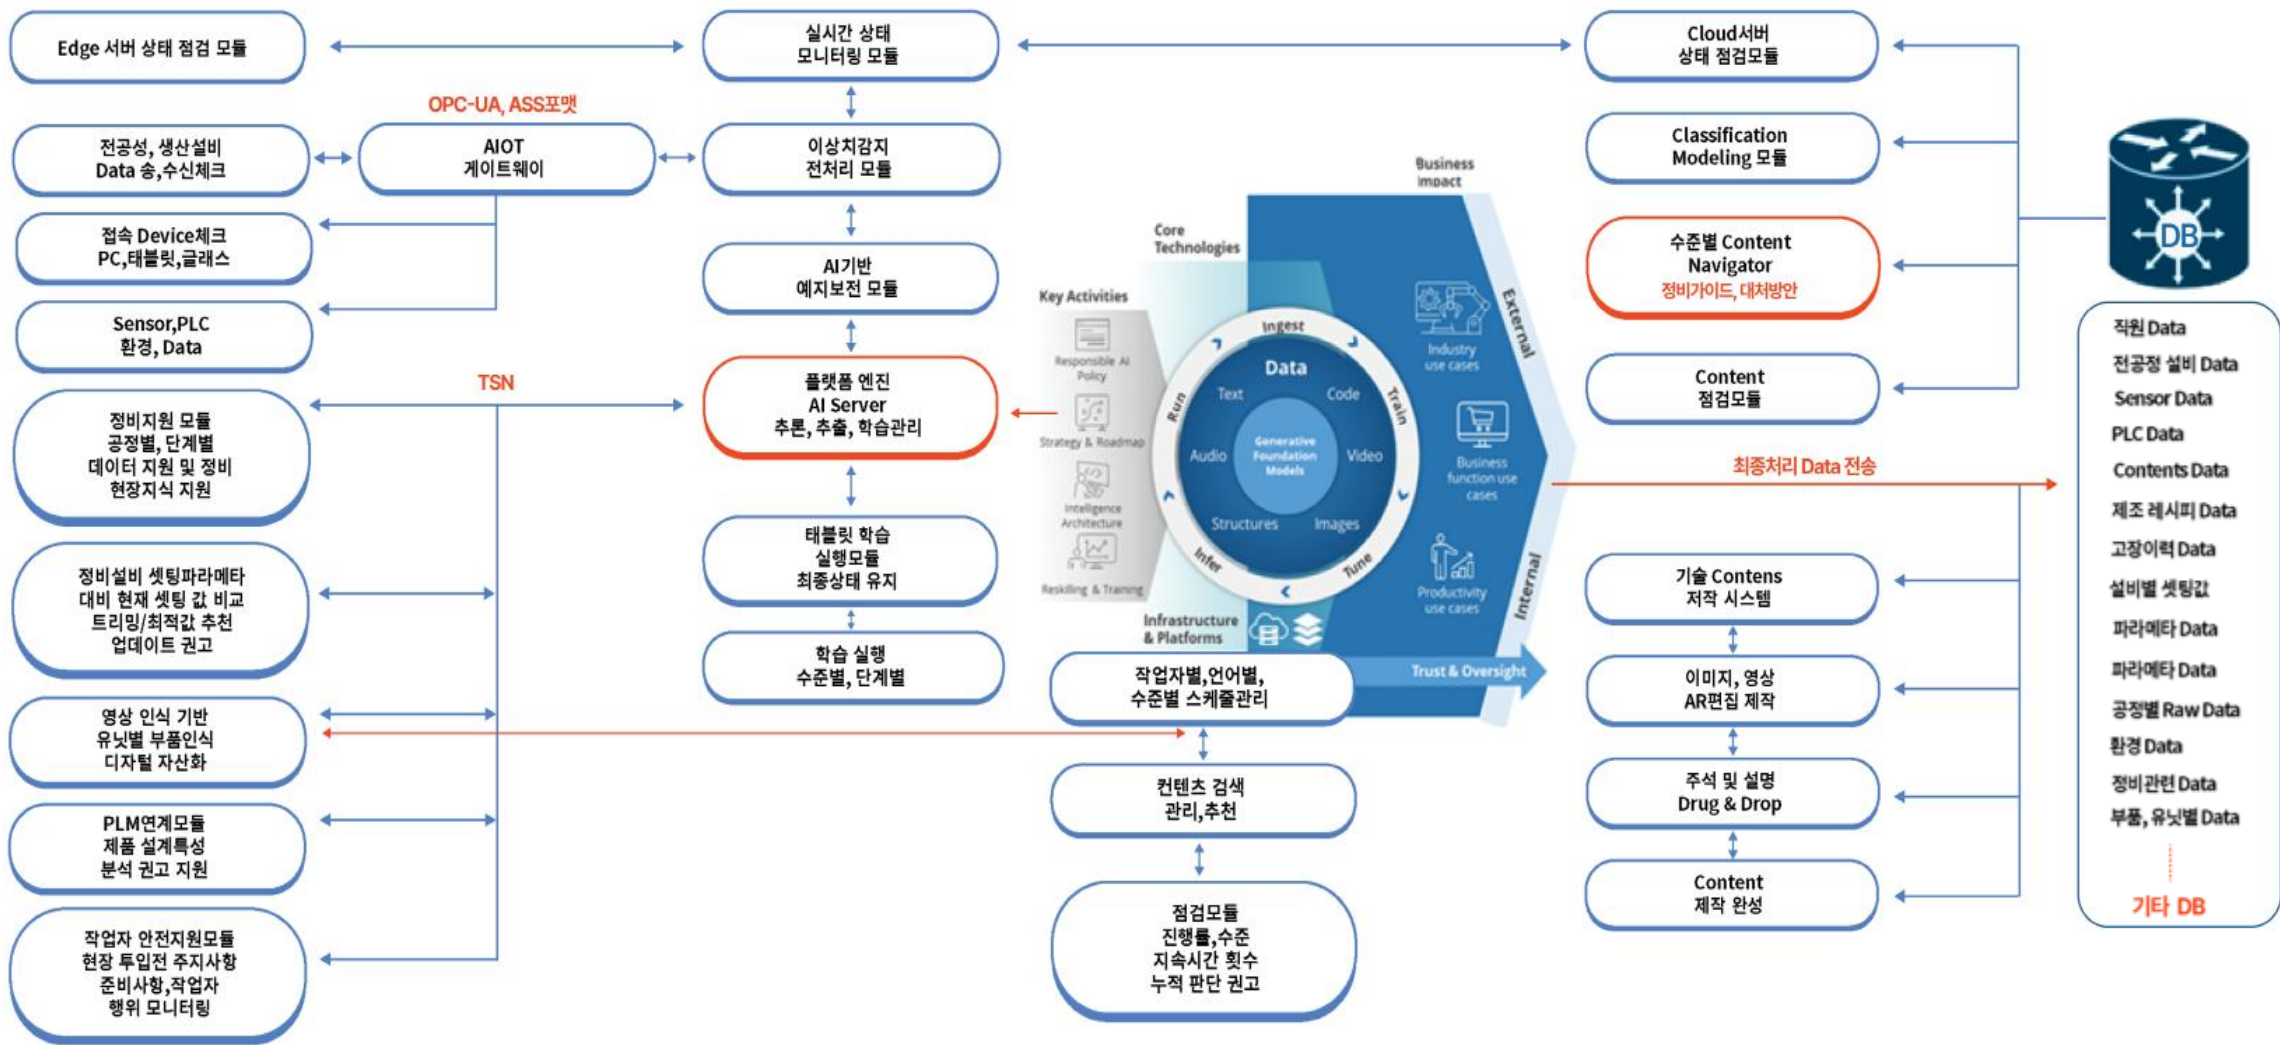 Edge 서버 상태 점검 모듈
실시간 상태
모니터링 모듈
Cloud서버
상태 점검모듈
OPC-UA, ASS포맷
전공성, 생산설비
Data 송,수신체크
AIOT
게이트웨이
이상치감지
전처리 모듈
Classification
Modeling 모듈
접속 Device체크
PC,태블릿,글래스
AI기반
예지보전 모듈
수준별 Content
Navigator
정비가이드, 대처방안
Sensor,PLC
환경, Data
TSN
플랫폼 엔진
AI Server
추론, 추출, 학습관리
Content
점검모듈
정비지원 모듈
공정별, 단계별
데이터 지원 및 정비
현장지식 지원
태블릿 학습
실행모듈
최종상태 유지
정비설비 셋팅파라메타
대비 현재 셋팅 값 비교
트리밍/최적값 추천
업데이트 권고
학습 실행
수준별, 단계별
영상 인식 기반
유닛별 부품인식
디지털 자산화
PLM연계모듈
제품 설계특성
분석 권고 지원
작업자 안전지원모듈
현장 투입전 주지사항
준비사항,작업자
행위 모니터링
Business
Impact
Core
Technologies
Key Activities
Responsible AI
Policy
Strategy & Roadmap
Intelligence
Architecture
Reskilling & Training
Infrastructure
& Platforms
Ingest
Train
Tune
Infer
Run
Data
Text
Code
Audio
Video
Structures
Images
Generative
Foundation
Models
Industry
use cases
Business
function use
cases
Productivity
use cases
External
Internal
Trust & Oversight
작업자별,언어별,
수준별 스케줄관리
컨텐츠 검색
관리,추천
점검모듈
진행률,수준
지속시간 횟수
누적 판단 권고
최종처리 Data 전송
기술 Contens
저작 시스템
이미지, 영상
AR편집 제작
주석 및 설명
Drug & Drop
Content
제작 완성
DB
직원 Data
전공정 설비 Data
Sensor Data
PLC Data
Contents Data
제조 레시피 Data
고장이력 Data
설비별 셋팅값
파라메타 Data
파라메타 Data
공정별 Raw Data
환경 Data
정비관련 Data
부품, 유닛별 Data
기타 DB